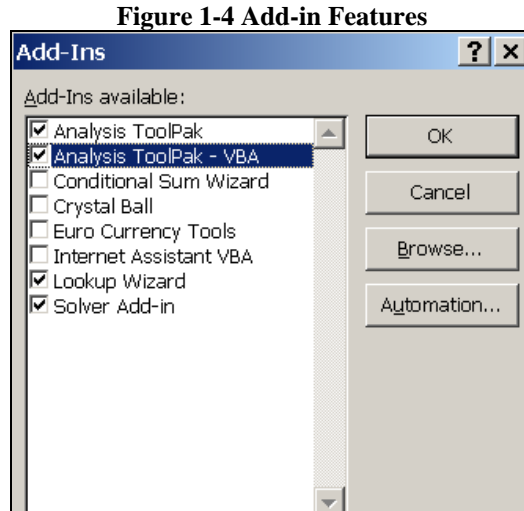 Figure 1-4 Add-in Features
Add-Ins
? ×
Add-Ins available:
Analysis ToolPak
Analysis ToolPak - VBA
Conditional Sum Wizard
Crystal Ball
Euro Currency Tools
Internet Assistant VBA
Lookup Wizard
Solver Add-in
OK
Cancel
Browse...
Automation...